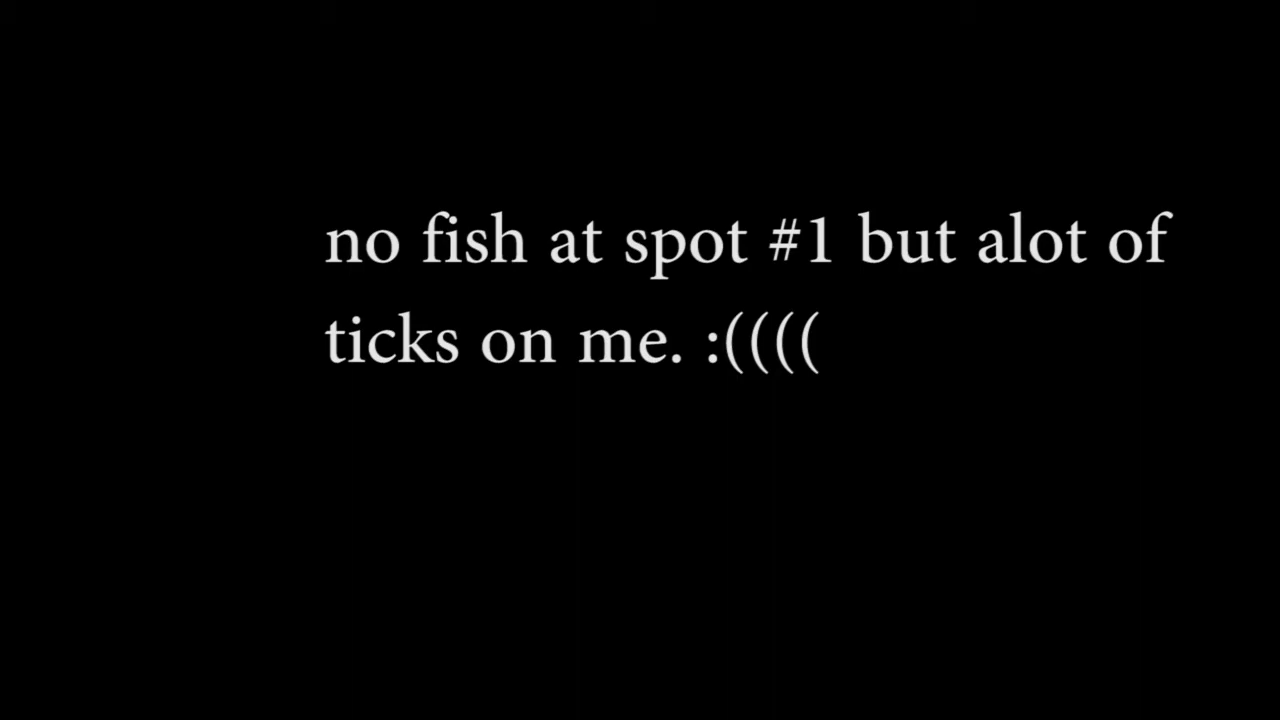 no fish at spot #1 but alot of
ticks on me. :((((